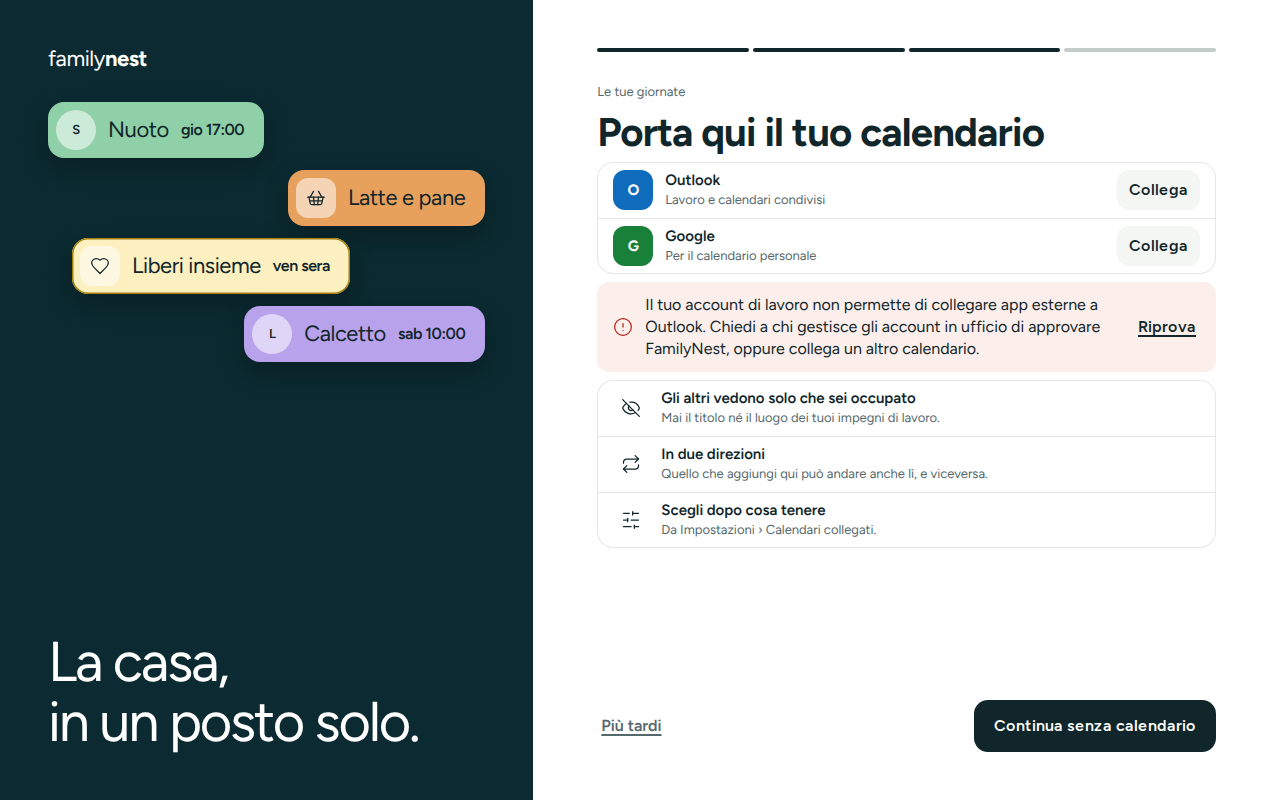 familynest
S Nuoto gio 17:00
Latte e pane
Liberi insieme ven sera
L Calcetto sab 10:00
La casa,
in un posto solo.
Le tue giornate
Porta qui il tuo calendario
O Outlook
Lavoro e calendari condivisi
Collega
G Google
Per il calendario personale
Collega
Il tuo account di lavoro non permette di collegare app esterne a
Outlook. Chiedi a chi gestisce gli account in ufficio di approvare
FamilyNest, oppure collega un altro calendario.
Riprova
Gli altri vedono solo che sei occupato
Mai il titolo né il luogo dei tuoi impegni di lavoro.
In due direzioni
Quello che aggiungi qui può andare anche lì, e viceversa.
Scegli dopo cosa tenere
Da Impostazioni › Calendari collegati.
Più tardi
Continua senza calendario